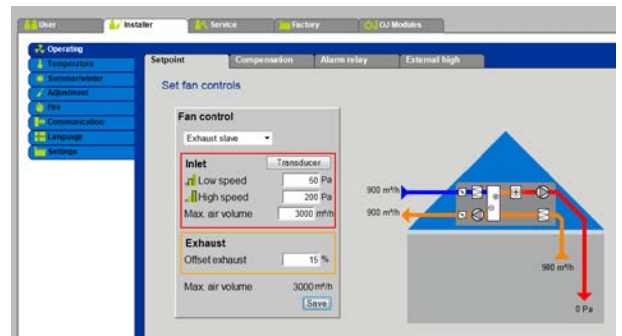 User Installer Service Factory OJ Modules
Operating
Temperature
Summer/winter
Adjustment
Fire
Communication
Language
Settings
Setpoint Compensation Alarm relay External high
Set fan controls
Fan control
Exhaust slave
Inlet Transducer
Low speed 50 Pa
High speed 200 Pa
Max. air volume 3000 m³/h
Exhaust
Offset exhaust 15 %
Max. air volume 3000 m³/h
Save
900 m³/h
900 m³/h
900 m³/h
0 Pa